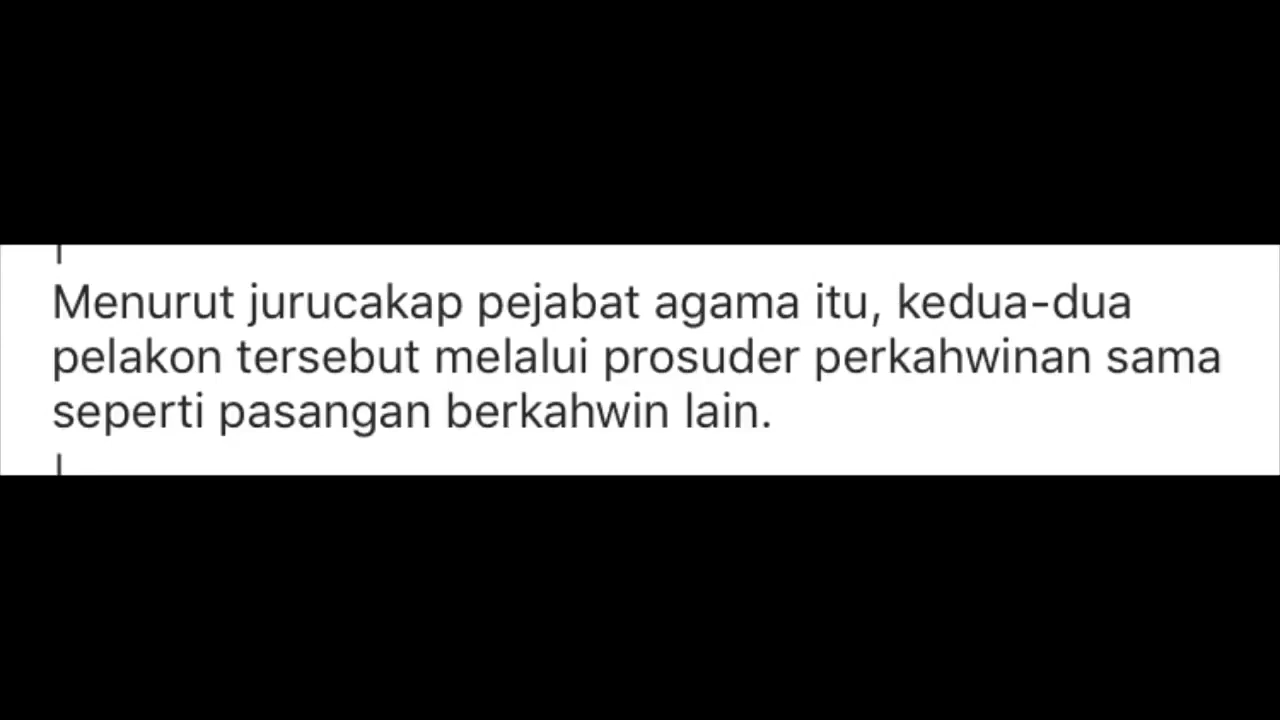 Menurut jurucakap pejabat agama itu, kedua-dua
pelakon tersebut melalui prosuder perkahwinan sama
seperti pasangan berkahwin lain.